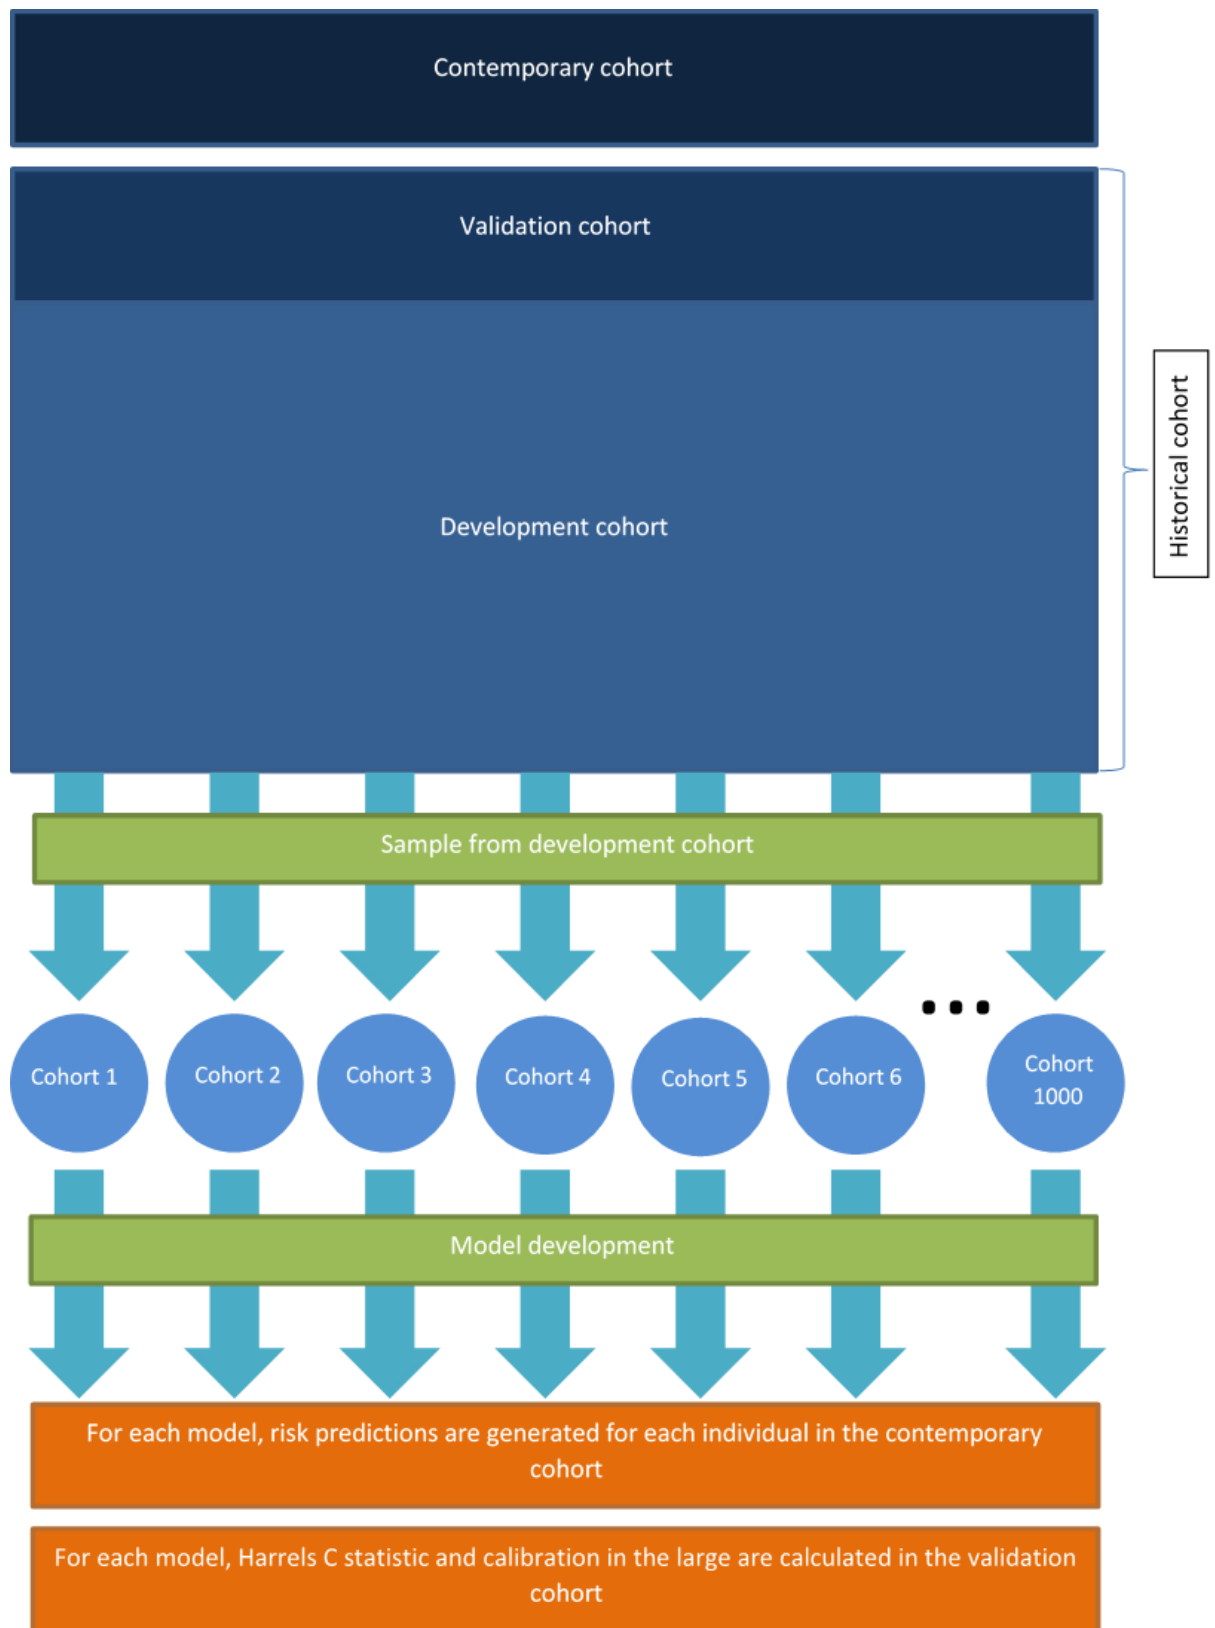 Contemporary cohort
Validation cohort
Development cohort
Historical cohort
Sample from development cohort
Cohort 1
Cohort 2
Cohort 3
Cohort 4
Cohort 5
Cohort 6
...
Cohort
1000
Model development
For each model, risk predictions are generated for each individual in the contemporary
cohort
For each model, Harrels C statistic and calibration in the large are calculated in the validation
cohort